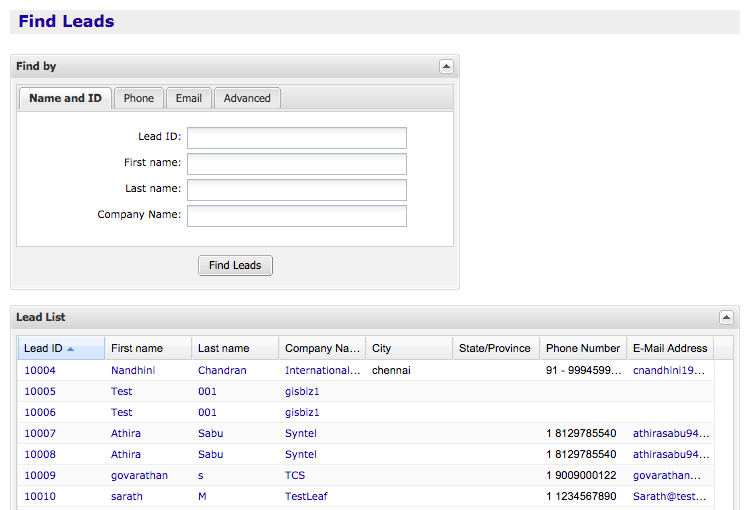 Find Leads
Find by
Name and ID Phone Email Advanced
Lead ID:
First name:
Last name:
Company Name:
Find Leads
Lead List
Lead ID First name Last name Company Na... City State/Province Phone Number E-Mail Address
10004 Nandhini Chandran International... chennai 91 - 9994599... cnandhini19...
10005 Test 001 gisbiz1
10006 Test 001 gisbiz1
10007 Athira Sabu Syntel 1 8129785540 athirasabu94...
10008 Athira Sabu Syntel 1 8129785540 athirasabu94...
10009 govarathan s TCS 1 9009000122 govarathan...
10010 sarath M TestLeaf 1 1234567890 Sarath@test...